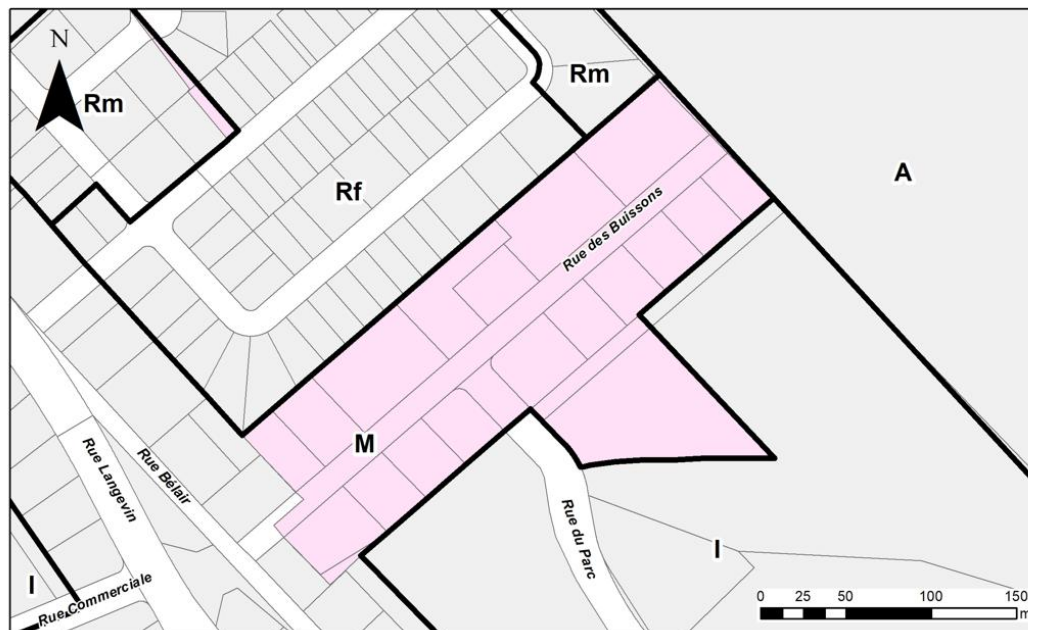 N
Rm
Rm
Rf
A
Rue des Buissons
M
Rue Langevin
Rue Bélair
Rue du Parc
I
I
Rue Commerciale
0 25 50 100 150
m